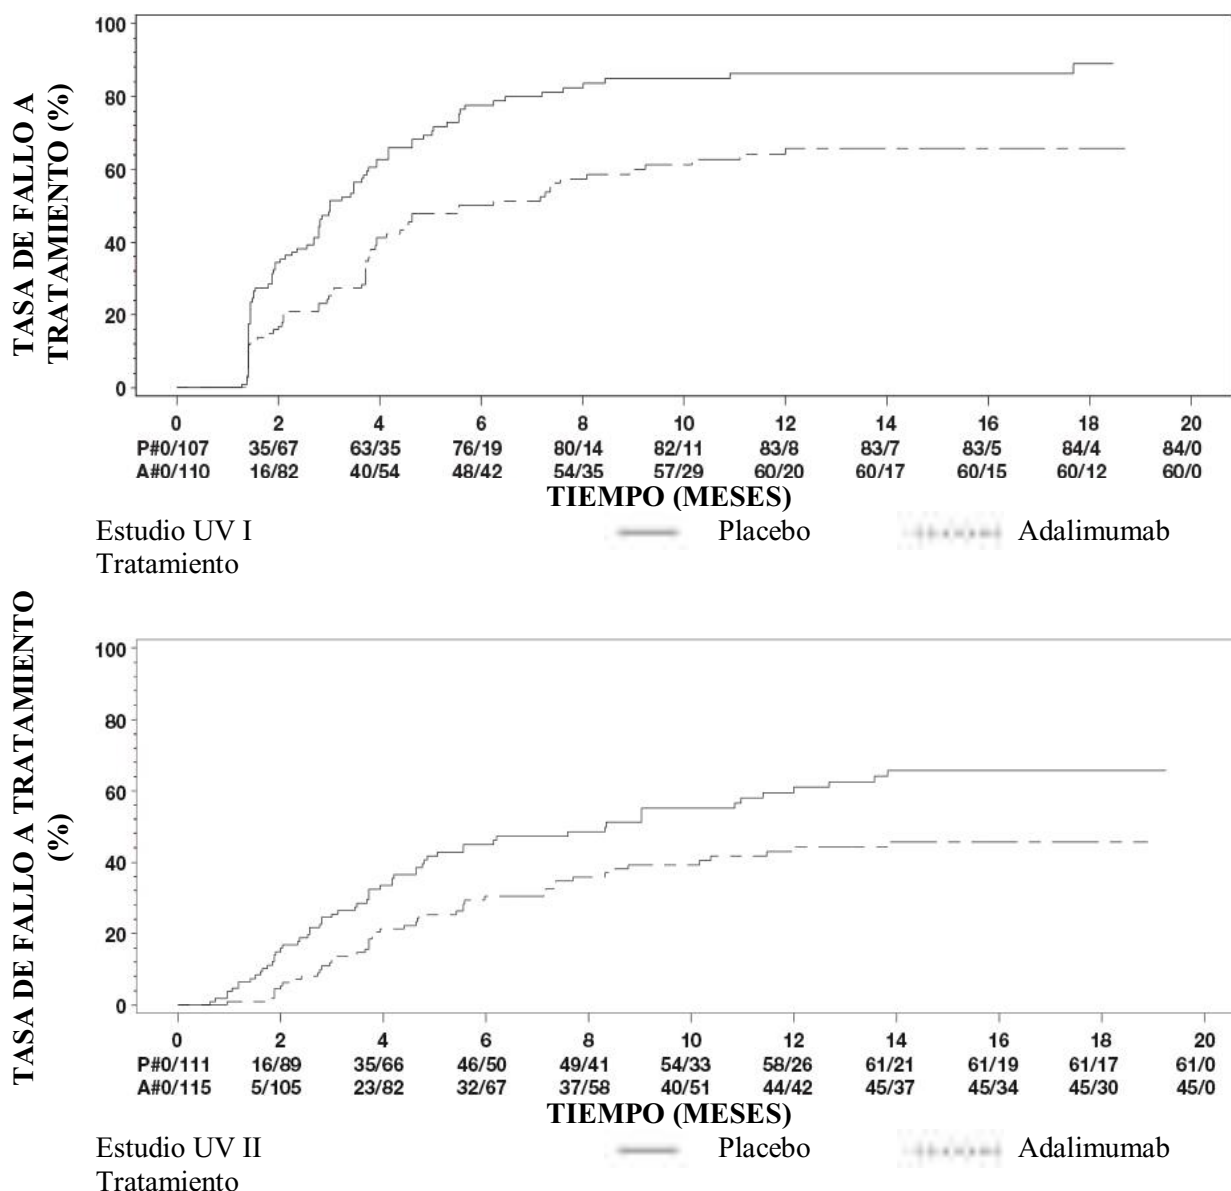 TASA DE FALLO A
TRATAMIENTO (%)
100
80
60
40
20
0
0 2 4 6 8 10 12 14 16 18 20
P#0/107 35/67 63/35 76/19 80/14 82/11 83/8 83/7 83/5 84/4 84/0
A#0/110 16/82 40/54 48/42 54/35 57/29 60/20 60/17 60/15 60/12 60/0
TIEMPO (MESES)
Estudio UV I Placebo Adalimumab
Tratamiento
TASA DE FALLO A TRATAMIENTO
(%)
100
80
60
40
20
0
0 2 4 6 8 10 12 14 16 18 20
P#0/111 16/89 35/66 46/50 49/41 54/33 58/26 61/21 61/19 61/17 61/0
A#0/115 5/105 23/82 32/67 37/58 40/51 44/42 45/37 45/34 45/30 45/0
TIEMPO (MESES)
Estudio UV II Placebo Adalimumab
Tratamiento